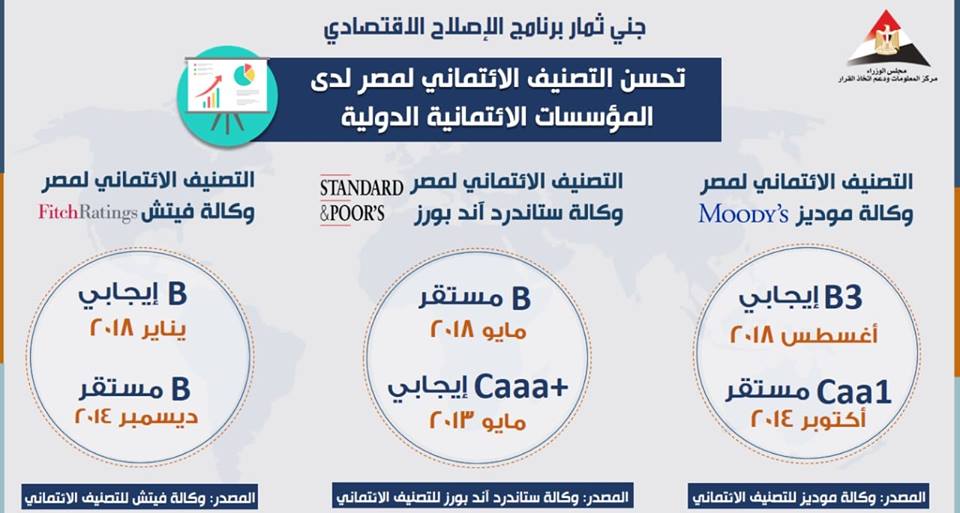 جني ثمار برنامج الإصلاح الاقتصادي
مجلس الوزراء
مركز المعلومات ودعم اتخاذ القرار
تحسن التصنيف الائتماني لمصر لدى
المؤسسات الائتمانية الدولية
التصنيف الائتماني لمصر
وكالة موديز MOODY'S
B3 إيجابي
أغسطس ٢٠١٨
Caa1 مستقر
أكتوبر ٢٠١٤
المصدر: وكالة موديز للتصنيف الائتماني
التصنيف الائتماني لمصر
وكالة ستاندرد آند بورز
STANDARD
&POOR'S
B مستقر
مايو ٢٠١٨
Caaa+ إيجابي
مايو ٢٠١٣
المصدر: وكالة ستاندرد آند بورز للتصنيف الائتماني
التصنيف الائتماني لمصر
وكالة فيتش FitchRatings
B إيجابي
يناير ٢٠١٨
B مستقر
ديسمبر ٢٠١٤
المصدر: وكالة فيتش للتصنيف الائتماني